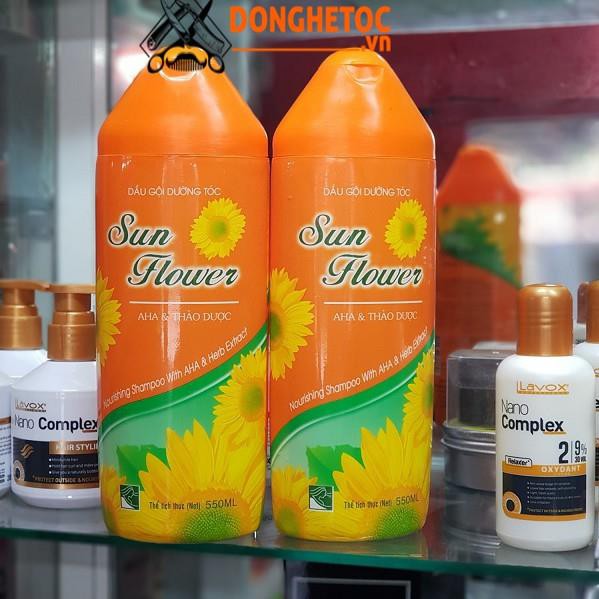 DONGHETOC
.vn
DẦU GỘI DƯỠNG TÓC
Sun
Flower
AHA & THẢO DƯỢC
Nourishing Shampoo With AHA & Herb Extract
Thể tích thực (Net) 550ML
DẦU GỘI DƯỠNG TÓC
Sun
Flower
AHA & THẢO DƯỢC
Nourishing Shampoo With AHA & Herb Extract
Thể tích thực (Net) 550ML
Lavox
Nano Complex
HAIR STYLI
Lavox
Nano
Complex
Relaxer
2 9%
30 VOL
OXYDANT